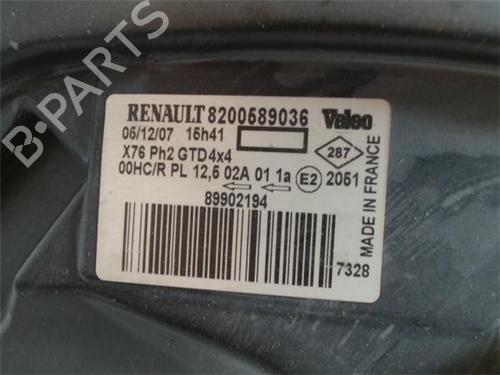 RENAULT 8200589036 Valeo
05/12/07 15h41
287
X76 Ph2 GTD4x4
00HC/R PL 12,5 02A 01 1a E2 2051
89902194
MADE IN FRANCE
7328
B-PARTS